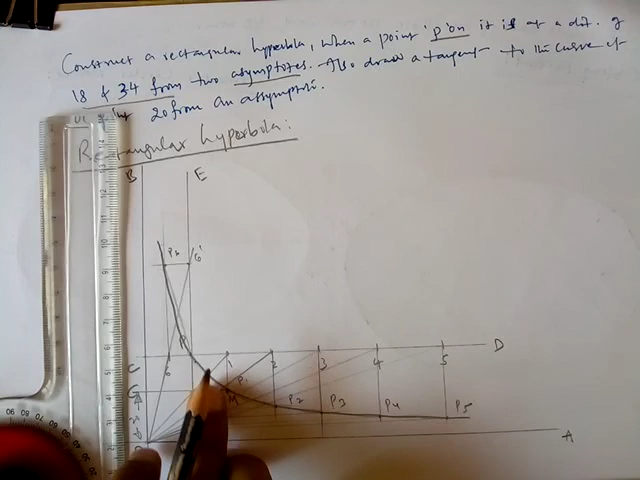 Construct a rectangular hyperbola, when a point 'p' on it is at a dist. of
18 & 34 from two asymptotes. Also draw a tangent to the curve at
20 from an assymptote.
Rectangular hyperbola:
B E
P6 6'
6 1 2 3 4 5 D
C
G
P1
M P2 P3 P4 P5
A